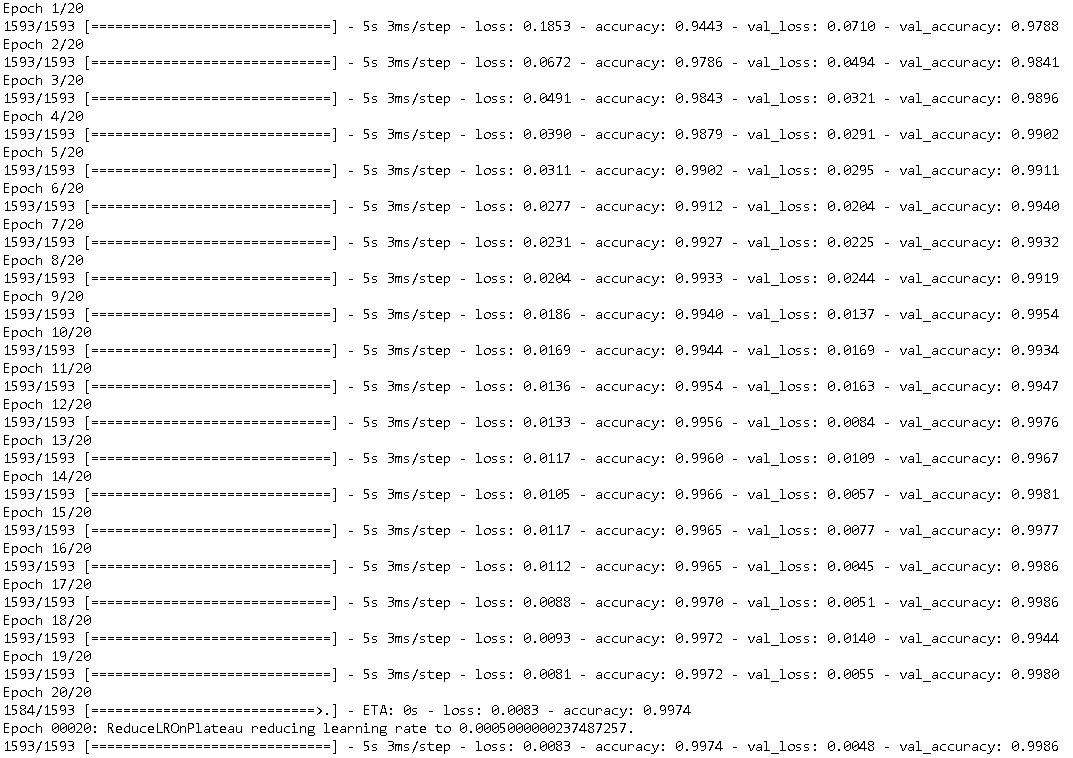 Epoch 1/20
1593/1593 [==============================] - 5s 3ms/step - loss: 0.1853 - accuracy: 0.9443 - val_loss: 0.0710 - val_accuracy: 0.9788
Epoch 2/20
1593/1593 [==============================] - 5s 3ms/step - loss: 0.0672 - accuracy: 0.9786 - val_loss: 0.0494 - val_accuracy: 0.9841
Epoch 3/20
1593/1593 [==============================] - 5s 3ms/step - loss: 0.0491 - accuracy: 0.9843 - val_loss: 0.0321 - val_accuracy: 0.9896
Epoch 4/20
1593/1593 [==============================] - 5s 3ms/step - loss: 0.0390 - accuracy: 0.9879 - val_loss: 0.0291 - val_accuracy: 0.9902
Epoch 5/20
1593/1593 [==============================] - 5s 3ms/step - loss: 0.0311 - accuracy: 0.9902 - val_loss: 0.0295 - val_accuracy: 0.9911
Epoch 6/20
1593/1593 [==============================] - 5s 3ms/step - loss: 0.0277 - accuracy: 0.9912 - val_loss: 0.0204 - val_accuracy: 0.9940
Epoch 7/20
1593/1593 [==============================] - 5s 3ms/step - loss: 0.0231 - accuracy: 0.9927 - val_loss: 0.0225 - val_accuracy: 0.9932
Epoch 8/20
1593/1593 [==============================] - 5s 3ms/step - loss: 0.0204 - accuracy: 0.9933 - val_loss: 0.0244 - val_accuracy: 0.9919
Epoch 9/20
1593/1593 [==============================] - 5s 3ms/step - loss: 0.0186 - accuracy: 0.9940 - val_loss: 0.0137 - val_accuracy: 0.9954
Epoch 10/20
1593/1593 [==============================] - 5s 3ms/step - loss: 0.0169 - accuracy: 0.9944 - val_loss: 0.0169 - val_accuracy: 0.9934
Epoch 11/20
1593/1593 [==============================] - 5s 3ms/step - loss: 0.0136 - accuracy: 0.9954 - val_loss: 0.0163 - val_accuracy: 0.9947
Epoch 12/20
1593/1593 [==============================] - 5s 3ms/step - loss: 0.0133 - accuracy: 0.9956 - val_loss: 0.0084 - val_accuracy: 0.9976
Epoch 13/20
1593/1593 [==============================] - 5s 3ms/step - loss: 0.0117 - accuracy: 0.9960 - val_loss: 0.0109 - val_accuracy: 0.9967
Epoch 14/20
1593/1593 [==============================] - 5s 3ms/step - loss: 0.0105 - accuracy: 0.9966 - val_loss: 0.0057 - val_accuracy: 0.9981
Epoch 15/20
1593/1593 [==============================] - 5s 3ms/step - loss: 0.0117 - accuracy: 0.9965 - val_loss: 0.0077 - val_accuracy: 0.9977
Epoch 16/20
1593/1593 [==============================] - 5s 3ms/step - loss: 0.0112 - accuracy: 0.9965 - val_loss: 0.0045 - val_accuracy: 0.9986
Epoch 17/20
1593/1593 [==============================] - 5s 3ms/step - loss: 0.0088 - accuracy: 0.9970 - val_loss: 0.0051 - val_accuracy: 0.9986
Epoch 18/20
1593/1593 [==============================] - 5s 3ms/step - loss: 0.0093 - accuracy: 0.9972 - val_loss: 0.0140 - val_accuracy: 0.9944
Epoch 19/20
1593/1593 [==============================] - 5s 3ms/step - loss: 0.0081 - accuracy: 0.9972 - val_loss: 0.0055 - val_accuracy: 0.9980
Epoch 20/20
1584/1593 [============================>.] - ETA: 0s - loss: 0.0083 - accuracy: 0.9974
Epoch 00020: ReduceLROnPlateau reducing learning rate to 0.0005000000237487257.
1593/1593 [==============================] - 5s 3ms/step - loss: 0.0083 - accuracy: 0.9974 - val_loss: 0.0048 - val_accuracy: 0.9986